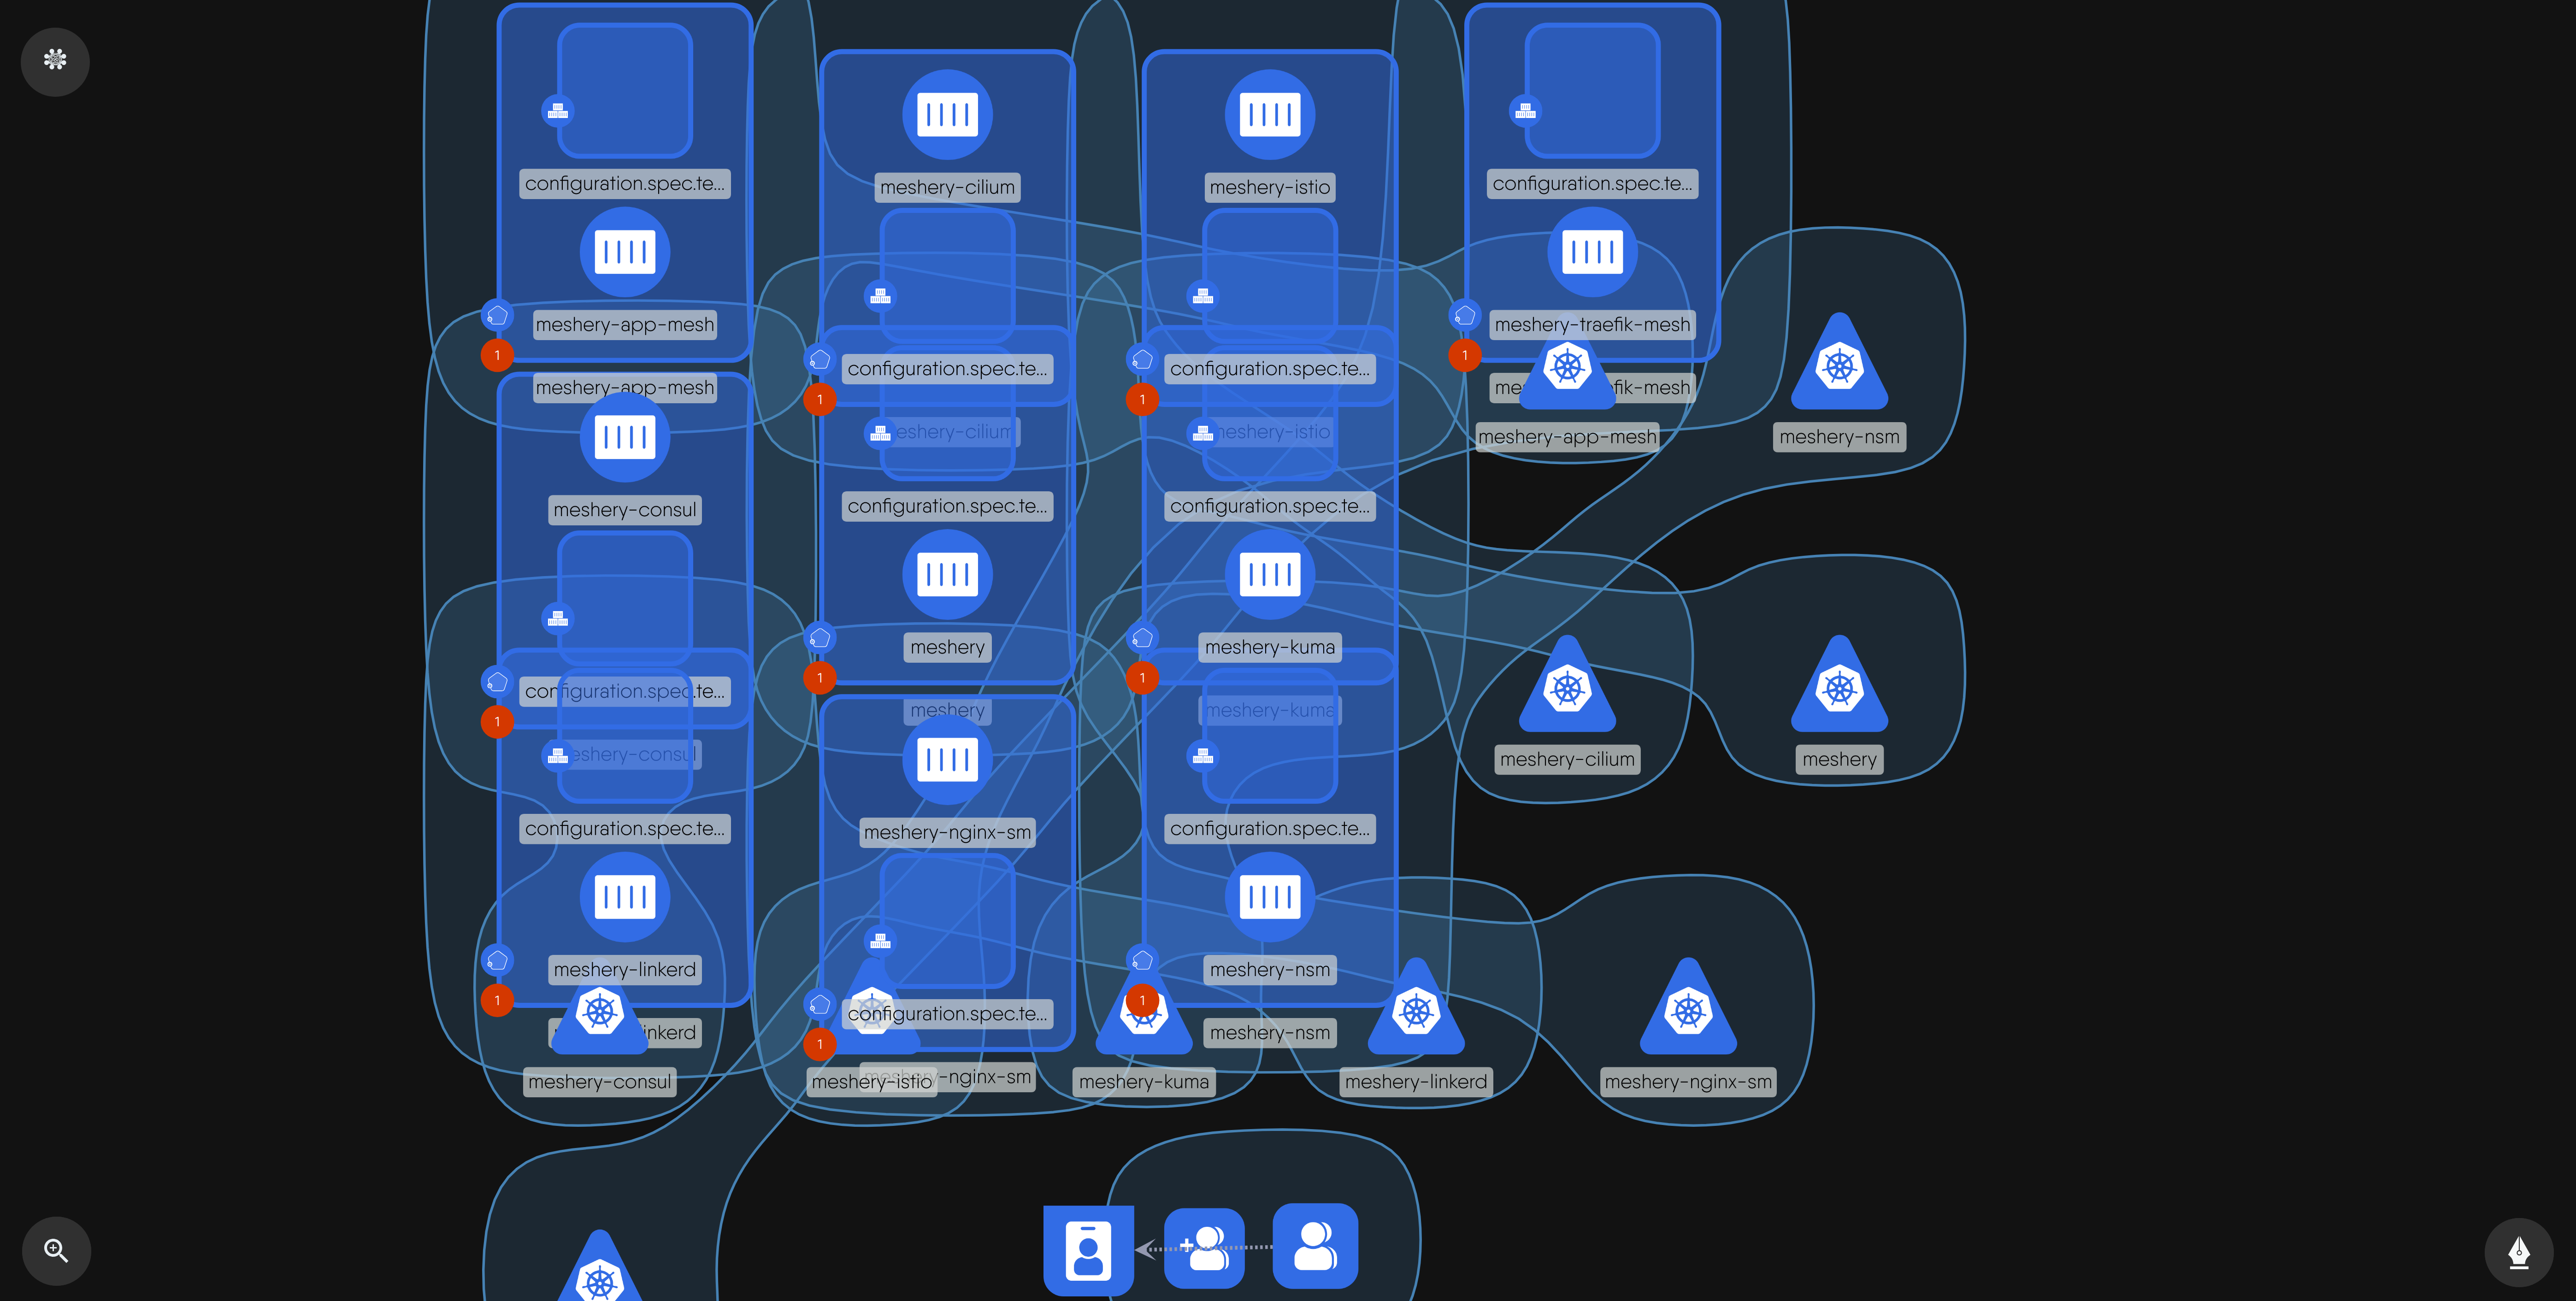 configuration.spec.te...
meshery-app-mesh
1
meshery-app-mesh
meshery-consul
configuration.spec.te...
1
meshery-consul
configuration.spec.te...
meshery-linkerd
1
inkerd
meshery-consul
meshery-cilium
configuration.spec.te...
1
meshery-cilium
configuration.spec.te...
meshery
1
meshery
meshery-nginx-sm
configuration.spec.te...
1
meshery-istio
-nginx-sm
meshery-istio
configuration.spec.te...
1
meshery-istio
configuration.spec.te...
meshery-kuma
1
meshery-kuma
configuration.spec.te...
meshery-nsm
1
meshery-nsm
meshery-kuma
configuration.spec.te...
meshery-traefik-mesh
1
mes
fik-mesh
meshery-app-mesh
meshery-nsm
meshery-cilium
meshery
meshery-linkerd
meshery-nginx-sm